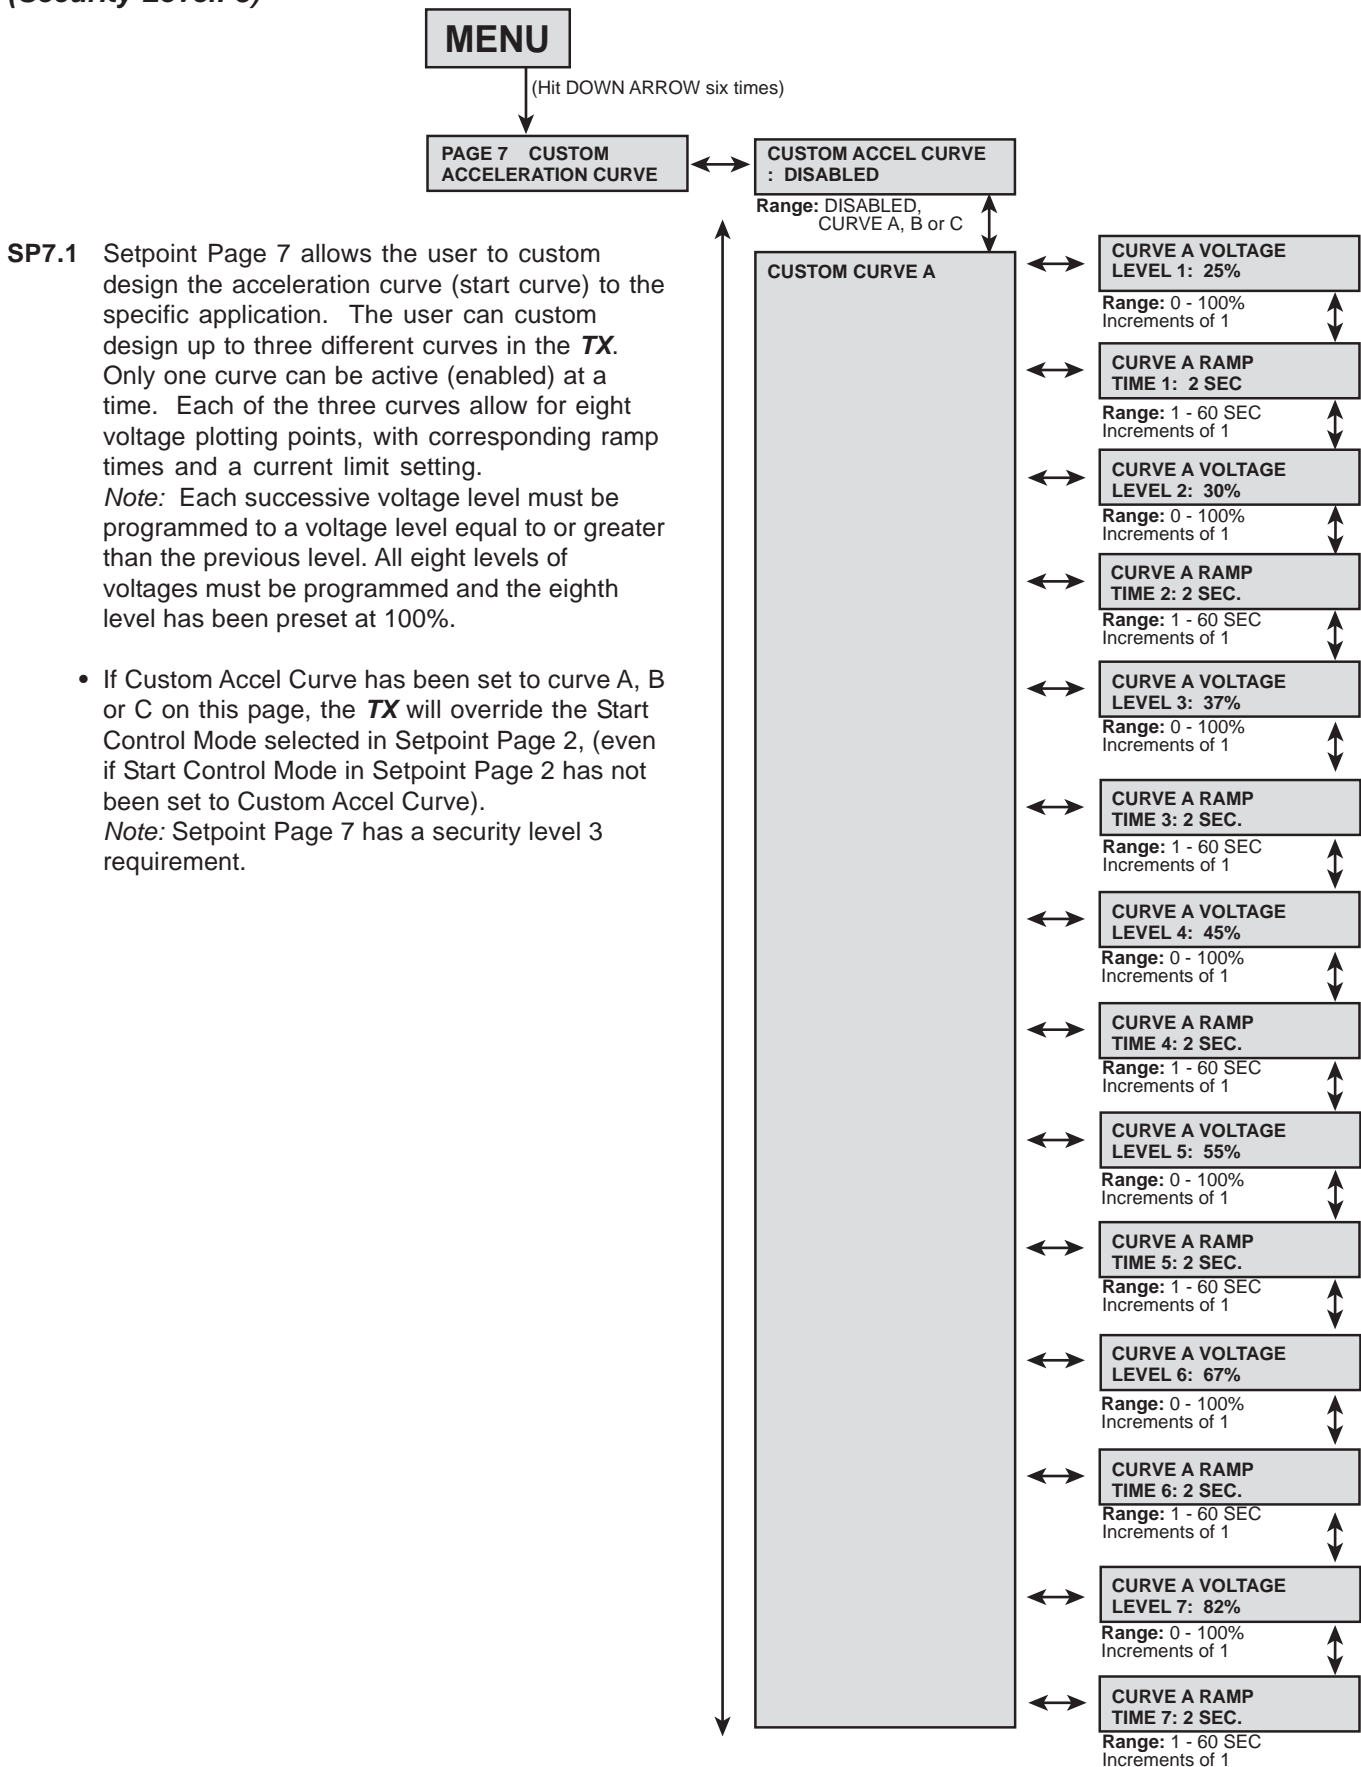 MENU
(Hit DOWN ARROW six times)
PAGE 7 CUSTOM
ACCELERATION CURVE
CUSTOM ACCEL CURVE
: DISABLED
Range: DISABLED,
CURVE A, B or C
SP7.1 Setpoint Page 7 allows the user to custom
design the acceleration curve (start curve) to the
specific application. The user can custom
design up to three different curves in the TX.
Only one curve can be active (enabled) at a
time. Each of the three curves allow for eight
voltage plotting points, with corresponding ramp
times and a current limit setting.
Note: Each successive voltage level must be
programmed to a voltage level equal to or greater
than the previous level. All eight levels of
voltages must be programmed and the eighth
level has been preset at 100%.
• If Custom Accel Curve has been set to curve A, B
or C on this page, the TX will override the Start
Control Mode selected in Setpoint Page 2, (even
if Start Control Mode in Setpoint Page 2 has not
been set to Custom Accel Curve).
Note: Setpoint Page 7 has a security level 3
requirement.
CUSTOM CURVE A
CURVE A VOLTAGE
LEVEL 1: 25%
Range: 0 - 100%
Increments of 1
CURVE A RAMP
TIME 1: 2 SEC
Range: 1 - 60 SEC
Increments of 1
CURVE A VOLTAGE
LEVEL 2: 30%
Range: 0 - 100%
Increments of 1
CURVE A RAMP
TIME 2: 2 SEC.
Range: 1 - 60 SEC
Increments of 1
CURVE A VOLTAGE
LEVEL 3: 37%
Range: 0 - 100%
Increments of 1
CURVE A RAMP
TIME 3: 2 SEC.
Range: 1 - 60 SEC
Increments of 1
CURVE A VOLTAGE
LEVEL 4: 45%
Range: 0 - 100%
Increments of 1
CURVE A RAMP
TIME 4: 2 SEC.
Range: 1 - 60 SEC
Increments of 1
CURVE A VOLTAGE
LEVEL 5: 55%
Range: 0 - 100%
Increments of 1
CURVE A RAMP
TIME 5: 2 SEC.
Range: 1 - 60 SEC
Increments of 1
CURVE A VOLTAGE
LEVEL 6: 67%
Range: 0 - 100%
Increments of 1
CURVE A RAMP
TIME 6: 2 SEC.
Range: 1 - 60 SEC
Increments of 1
CURVE A VOLTAGE
LEVEL 7: 82%
Range: 0 - 100%
Increments of 1
CURVE A RAMP
TIME 7: 2 SEC.
Range: 1 - 60 SEC
Increments of 1